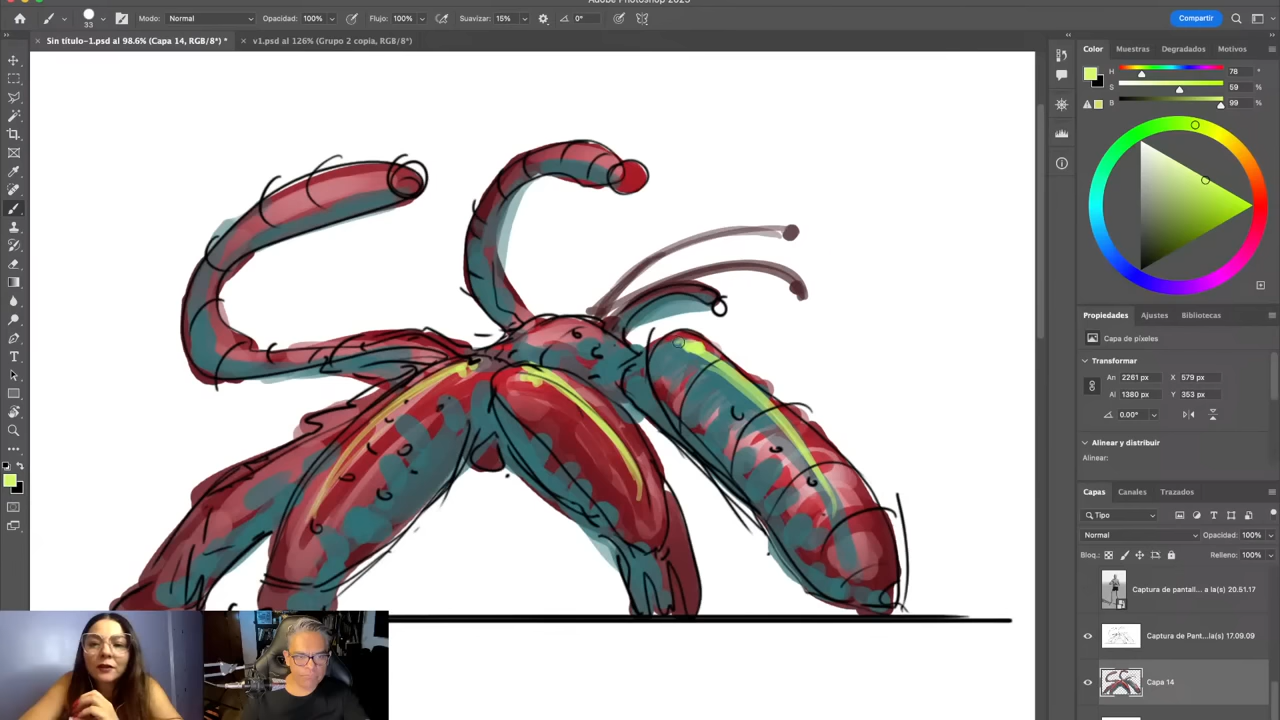 Modo: Normal Opacidad: 100% Flujo: 100% Suavizar: 15% 0°
33
Compartir
Sin título-1.psd al 98.6% (Capa 14, RGB/8*) *
v1.psd al 126% (Grupo 2 copia, RGB/8*)
Color Muestras Degradados Motivos
H 78 °
S 59 %
B 99 %
Propiedades Ajustes Bibliotecas
Capa de píxeles
Transformar
An 2261 px X 579 px
Al 1380 px Y 353 px
0.00°
Alinear y distribuir
Alinear:
Capas Canales Trazados
Tipo
Normal Opacidad: 100%
Bloq.: Relleno: 100%
Captura de pantall... a la(s) 20.51.17
Captura de Pant...la(s) 17.09.09
Capa 14